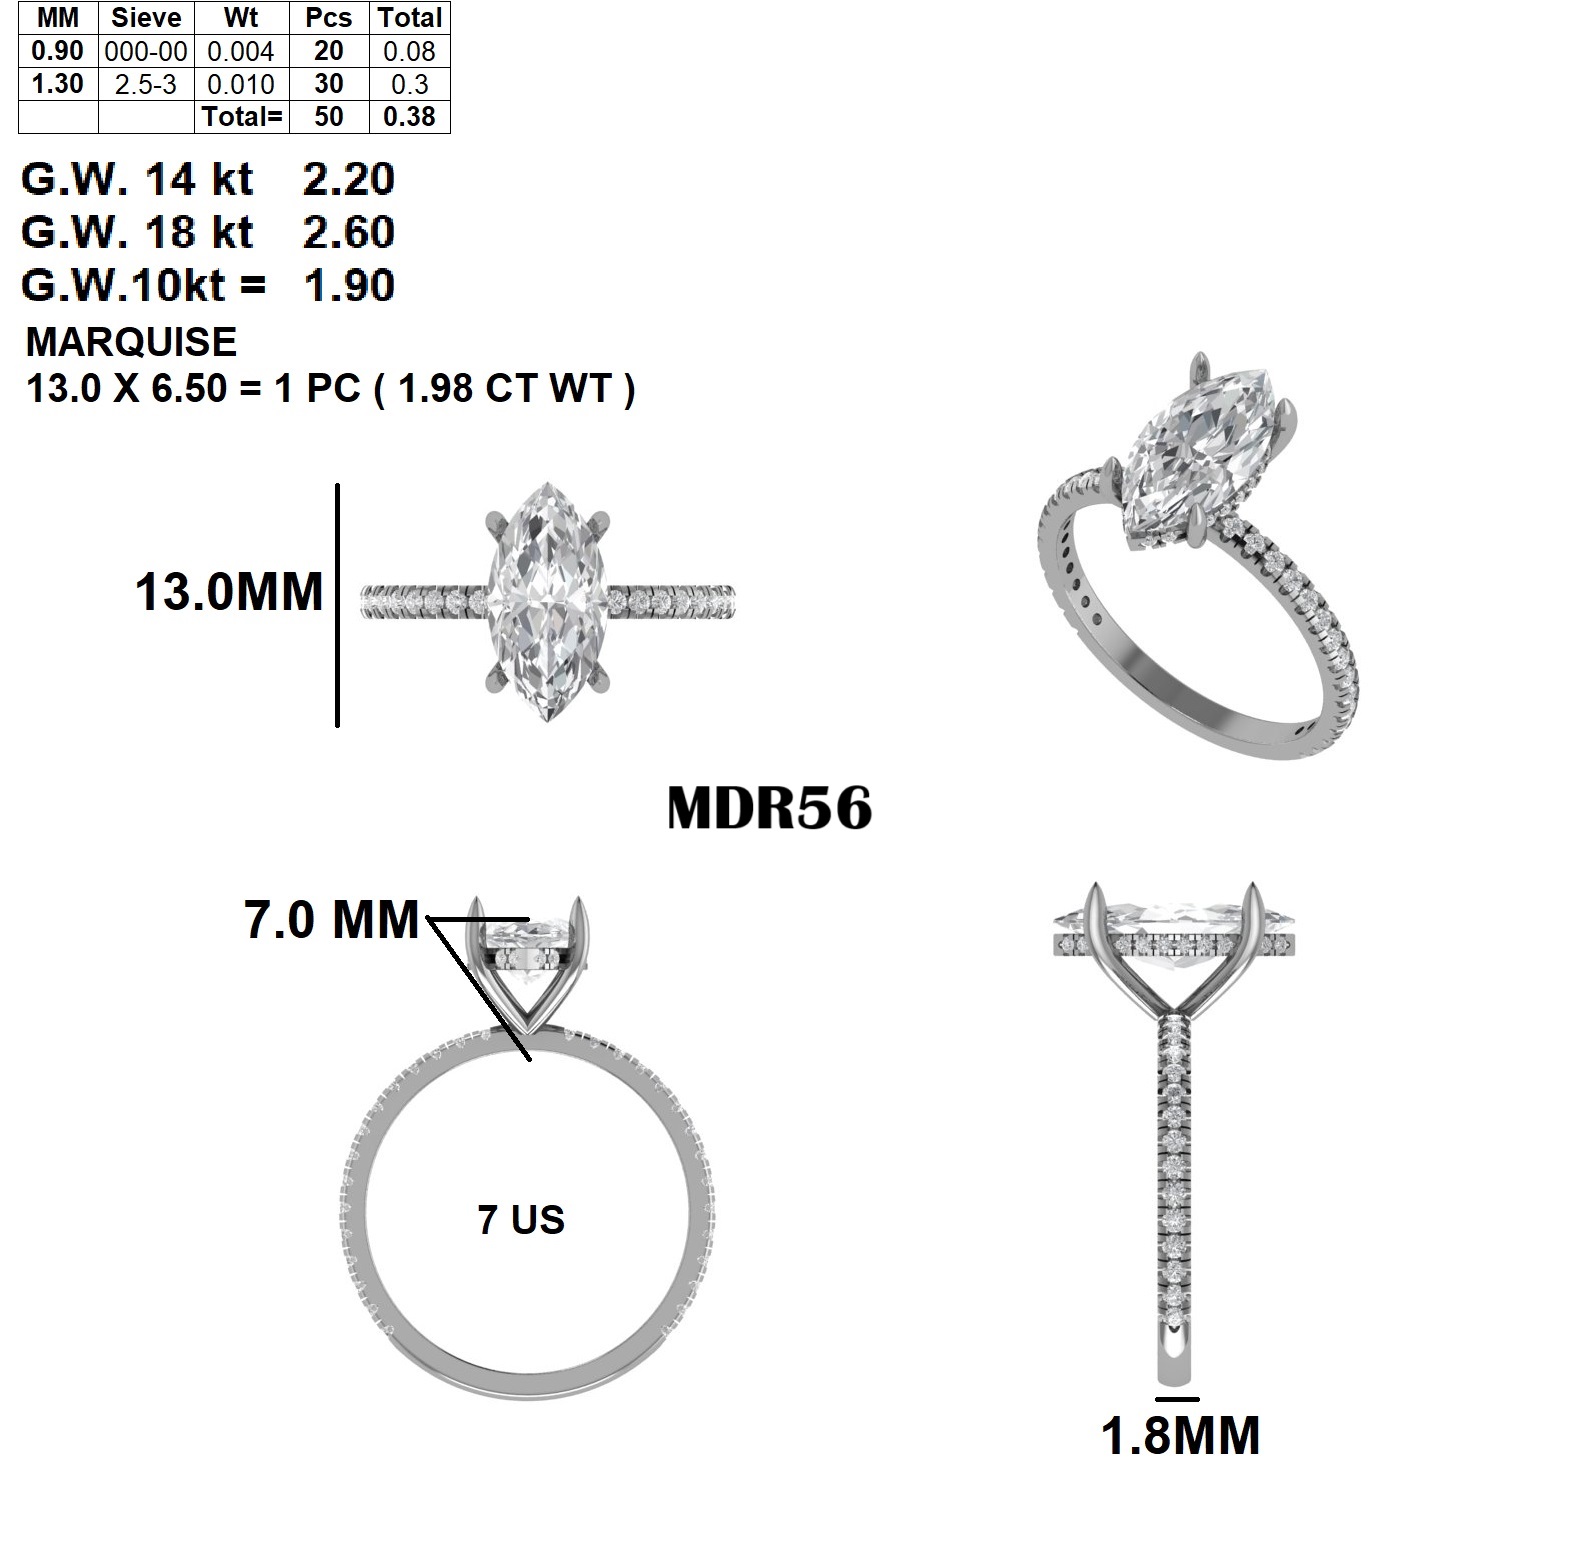 MM Sieve Wt Pcs Total
0.90 000-00 0.004 20 0.08
1.30 2.5-3 0.010 30 0.3
Total= 50 0.38
G.W. 14 kt 2.20
G.W. 18 kt 2.60
G.W.10kt = 1.90
MARQUISE
13.0 X 6.50 = 1 PC ( 1.98 CT WT )
13.0MM
MDR56
7.0 MM
7 US
1.8MM